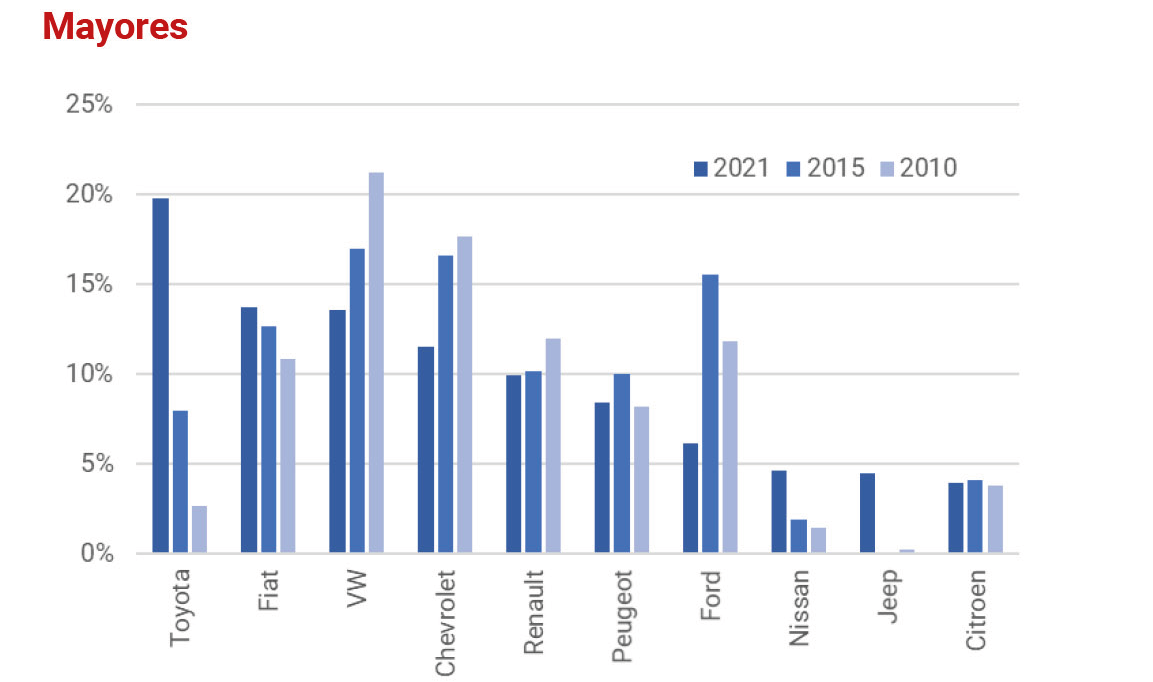 Mayores
25%
2021 2015 2010
20%
15%
10%
5%
0%
Toyota
Fiat
VW
Chevrolet
Renault
Peugeot
Ford
Nissan
Jeep
Citroen